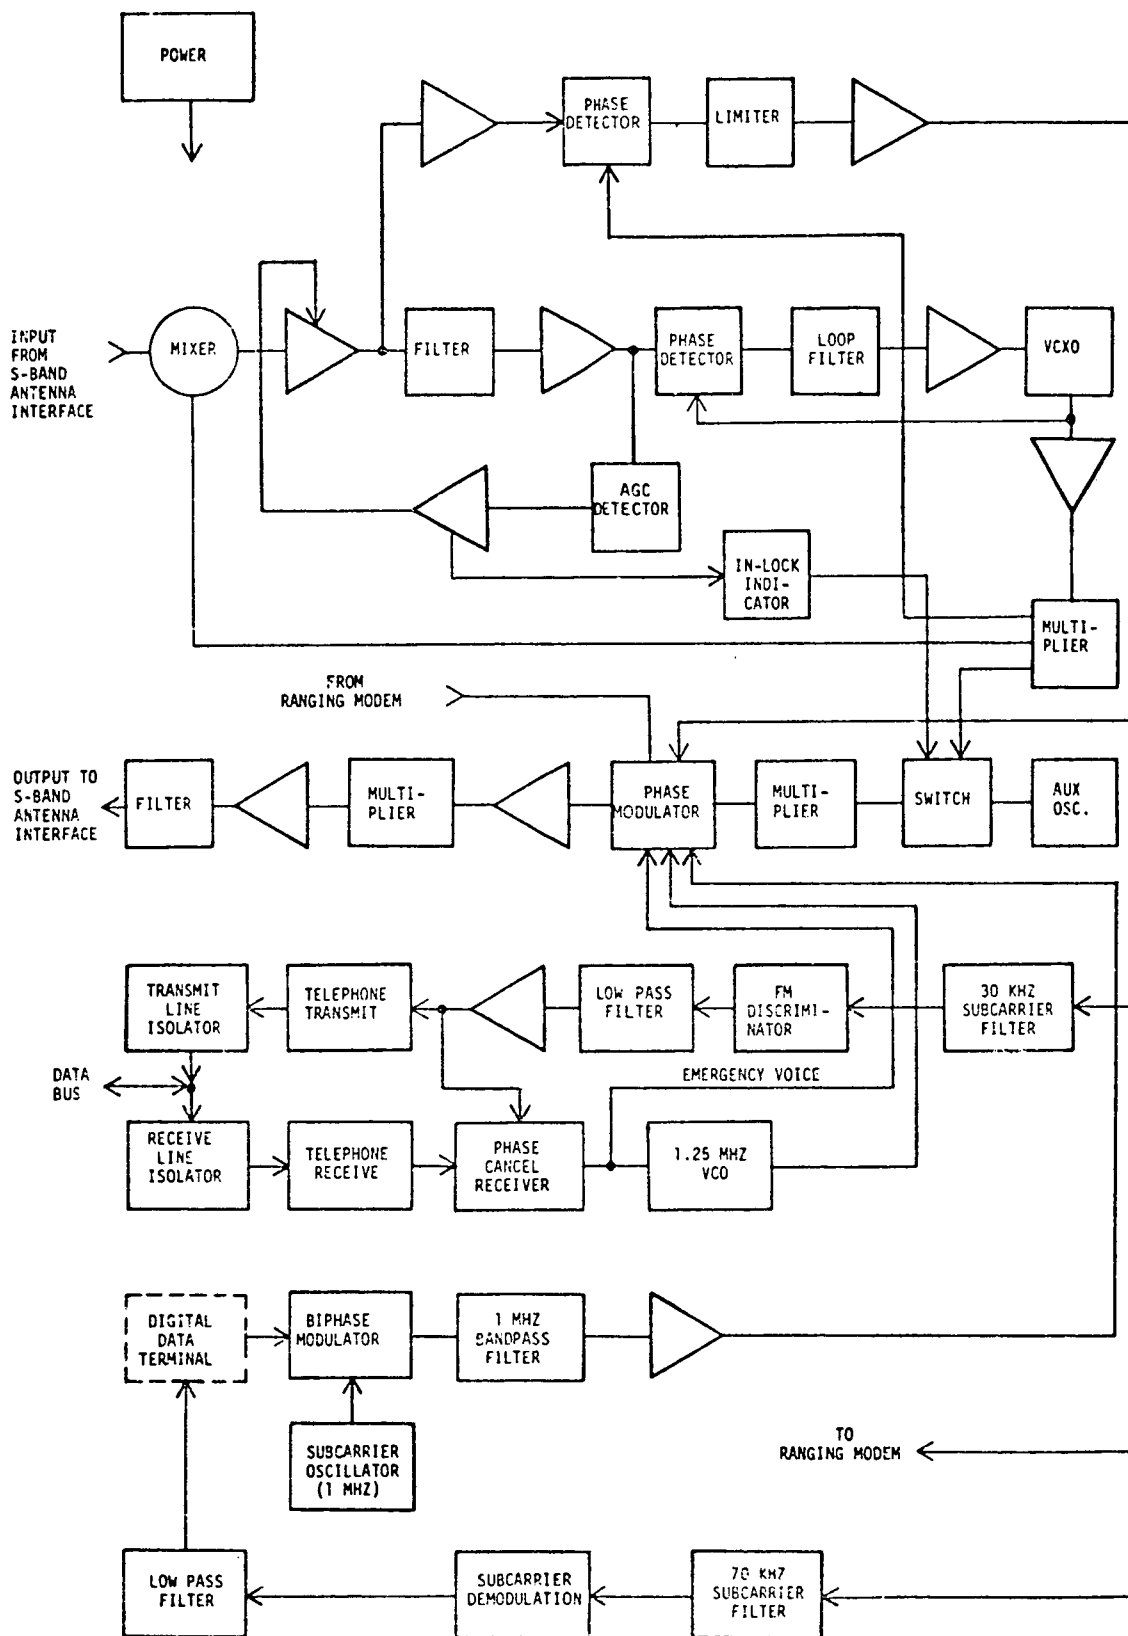 POWER
PHASE
DETECTOR
LIMITER
INPUT
FROM
S-BAND
ANTENNA
INTERFACE
MIXER
FILTER
PHASE
DETECTOR
LOOP
FILTER
VCXO
AGC
DETECTOR
IN-LOCK
INDI-
CATOR
MULTI-
PLIER
FROM
RANGING MODEM
OUTPUT TO
S-BAND
ANTENNA
INTERFACE
FILTER
MULTI-
PLIER
PHASE
MODULATOR
MULTI-
PLIER
SWITCH
AUX
OSC.
TRANSMIT
LINE
ISOLATOR
TELEPHONE
TRANSMIT
LOW PASS
FILTER
FM
DISCRIMI-
NATOR
30 KHZ
SUBCARRIER
FILTER
DATA
BUS
EMERGENCY VOICE
RECEIVE
LINE
ISOLATOR
TELEPHONE
RECEIVE
PHASE
CANCEL
RECEIVER
1.25 MHZ
VCO
DIGITAL
DATA
TERMINAL
BIPHASE
MODULATOR
1 MHZ
BANDPASS
FILTER
SUBCARRIER
OSCILLATOR
(1 MHZ)
TO
RANGING MODEM
LOW PASS
FILTER
SUBCARRIER
DEMODULATION
70 KHZ
SUBCARRIER
FILTER